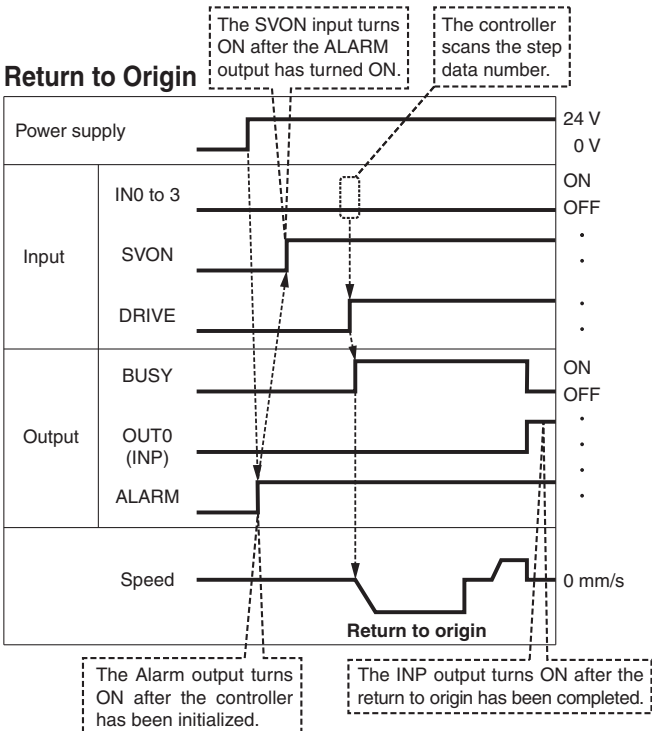 The SVON input turns
ON after the ALARM
output has turned ON.
The controller
scans the step
data number.
Return to Origin
Power supply
24 V
0 V
Input
IN0 to 3
ON
OFF
SVON
DRIVE
Output
BUSY
ON
OFF
OUT0
(INP)
ALARM
Speed
0 mm/s
Return to origin
The Alarm output turns
ON after the controller
has been initialized.
The INP output turns ON after the
return to origin has been completed.